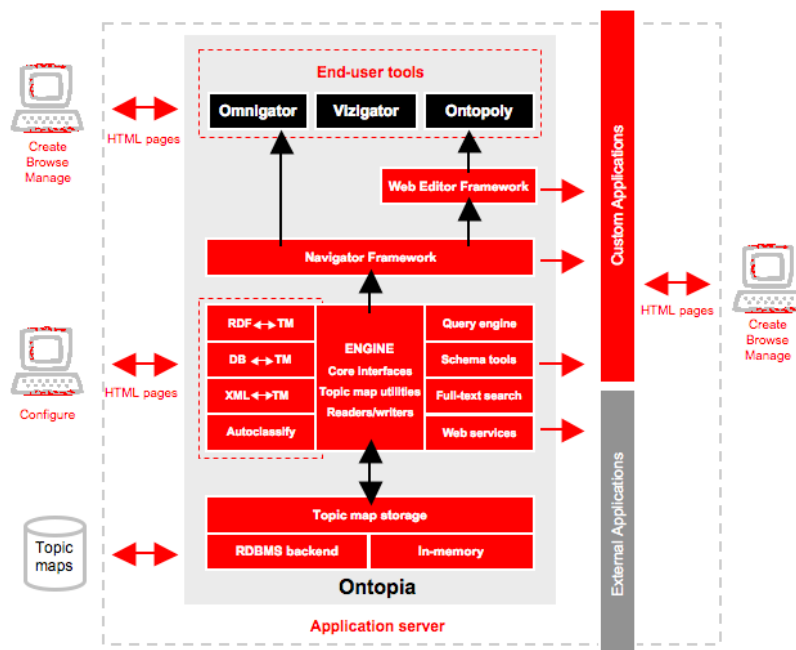 End-user tools
Omnigator
Vizigator
Ontopoly
HTML pages
Create
Browse
Manage
Web Editor Framework
Navigator Framework
Custom Applications
HTML pages
Create
Browse
Manage
RDF TM
DB TM
XML TM
Autoclassify
ENGINE
Core interfaces
Topic map utilities
Readers/writers
Query engine
Schema tools
Full-text search
Web services
HTML pages
Configure
External Applications
Topic map storage
RDBMS backend
In-memory
Topic
maps
Ontopia
Application server